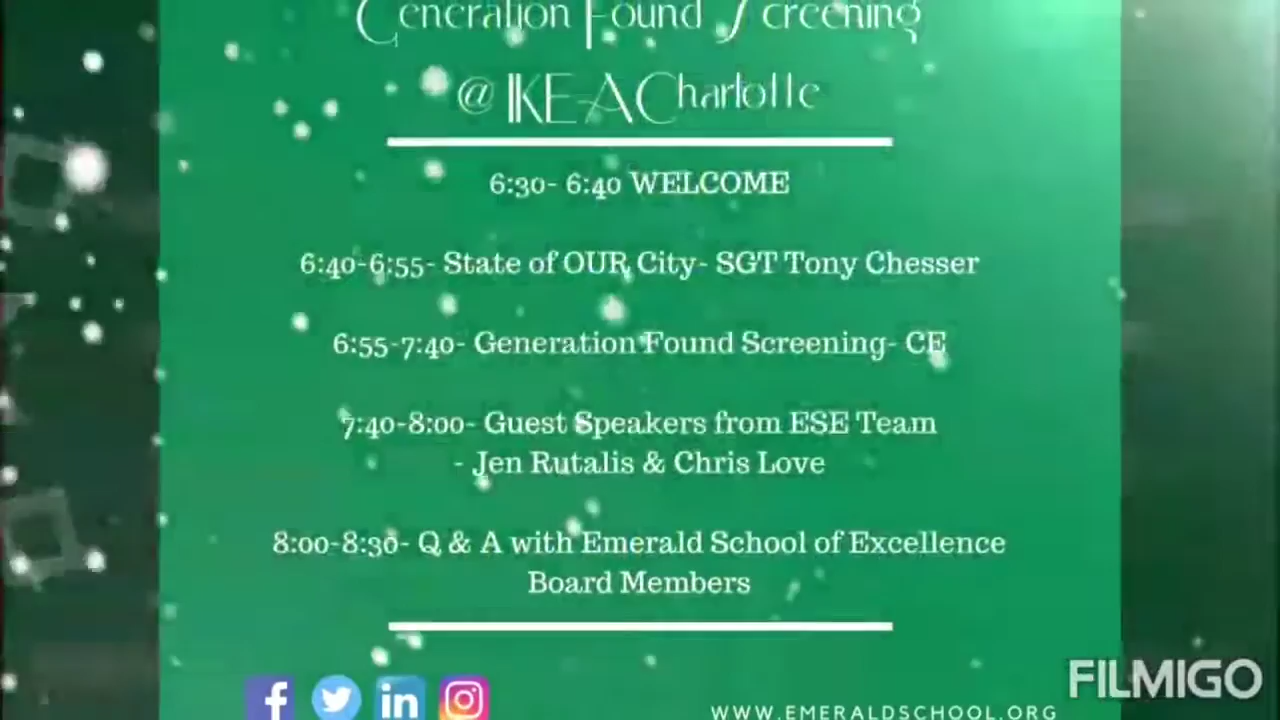 Generation Found Screening
@ IKEA Charlotte
6:30- 6:40 WELCOME
6:40-6:55- State of OUR City- SGT Tony Chesser
6:55-7:40- Generation Found Screening- CE
7:40-8:00- Guest Speakers from ESE Team
- Jen Rutalis & Chris Love
8:00-8:30- Q & A with Emerald School of Excellence
Board Members
WWW.EMERALDSCHOOL.ORG
FILMIGO